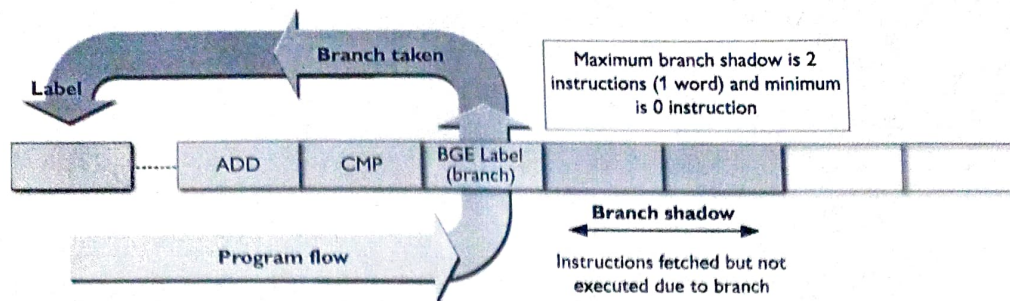 Branch taken
Label
Maximum branch shadow is 2
instructions (1 word) and minimum
is 0 instruction
ADD
CMP
BGE Label
(branch)
Branch shadow
Program flow
Instructions fetched but not
executed due to branch